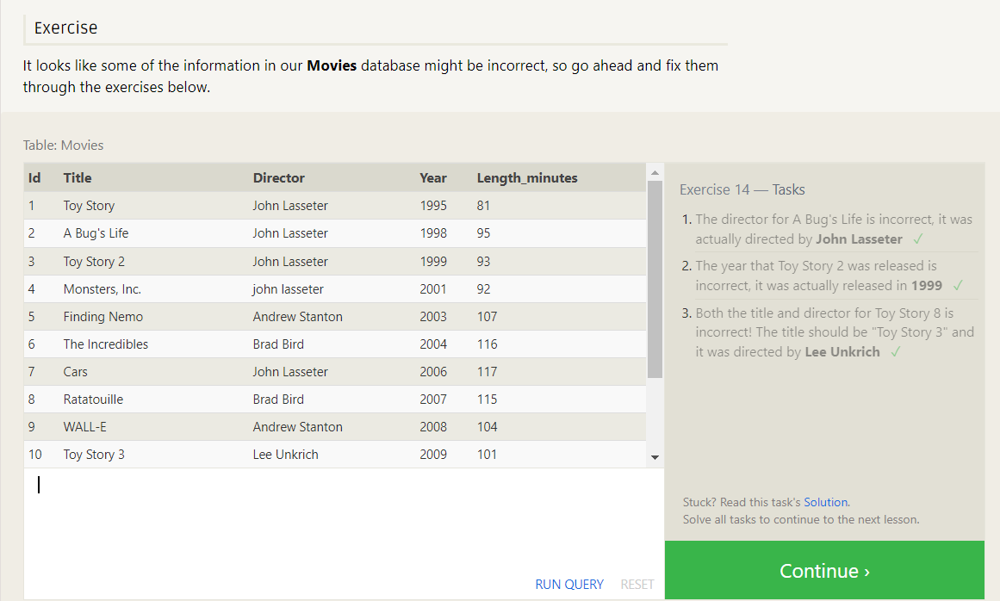 Exercise
It looks like some of the information in our Movies database might be incorrect, so go ahead and fix them
through the exercises below.
Table: Movies
Id Title Director Year Length_minutes
1 Toy Story John Lasseter 1995 81
2 A Bug's Life John Lasseter 1998 95
3 Toy Story 2 John Lasseter 1999 93
4 Monsters, Inc. john lasseter 2001 92
5 Finding Nemo Andrew Stanton 2003 107
6 The Incredibles Brad Bird 2004 116
7 Cars John Lasseter 2006 117
8 Ratatouille Brad Bird 2007 115
9 WALL-E Andrew Stanton 2008 104
10 Toy Story 3 Lee Unkrich 2009 101
RUN QUERY RESET
Exercise 14 — Tasks
1. The director for A Bug's Life is incorrect, it was
actually directed by John Lasseter ✓
2. The year that Toy Story 2 was released is
incorrect, it was actually released in 1999 ✓
3. Both the title and director for Toy Story 8 is
incorrect! The title should be "Toy Story 3" and
it was directed by Lee Unkrich ✓
Stuck? Read this task's Solution.
Solve all tasks to continue to the next lesson.
Continue ›